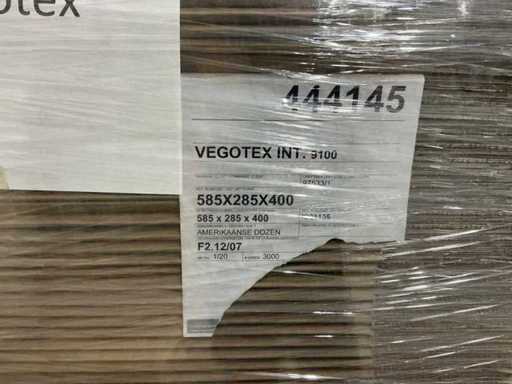 otex
444145
VEGOTEX INT. 9100
585X285X400
585 x 285 x 400
AMERIKAANSE DOZEN
F2.12/07
1/20 3000